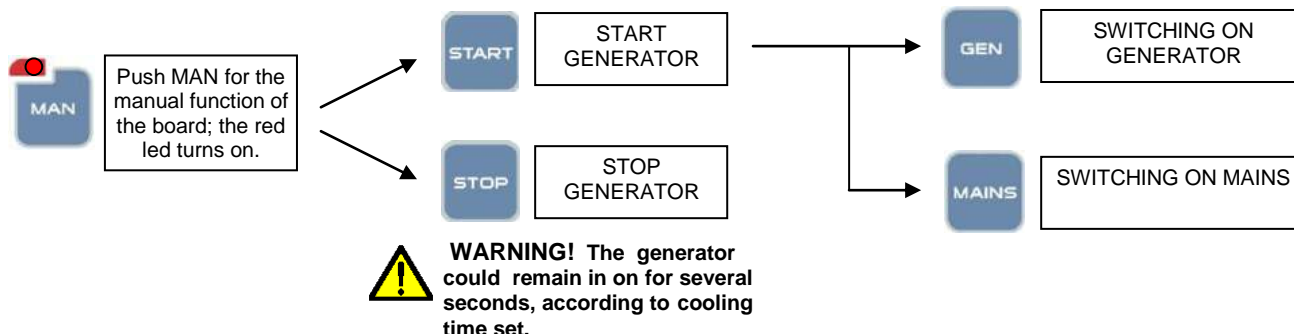 MAN
Push MAN for the
manual function of
the board; the red
led turns on.
START
START
GENERATOR
STOP
STOP
GENERATOR
WARNING! The generator
could remain in on for several
seconds, according to cooling
time set.
GEN
SWITCHING ON
GENERATOR
MAINS
SWITCHING ON MAINS